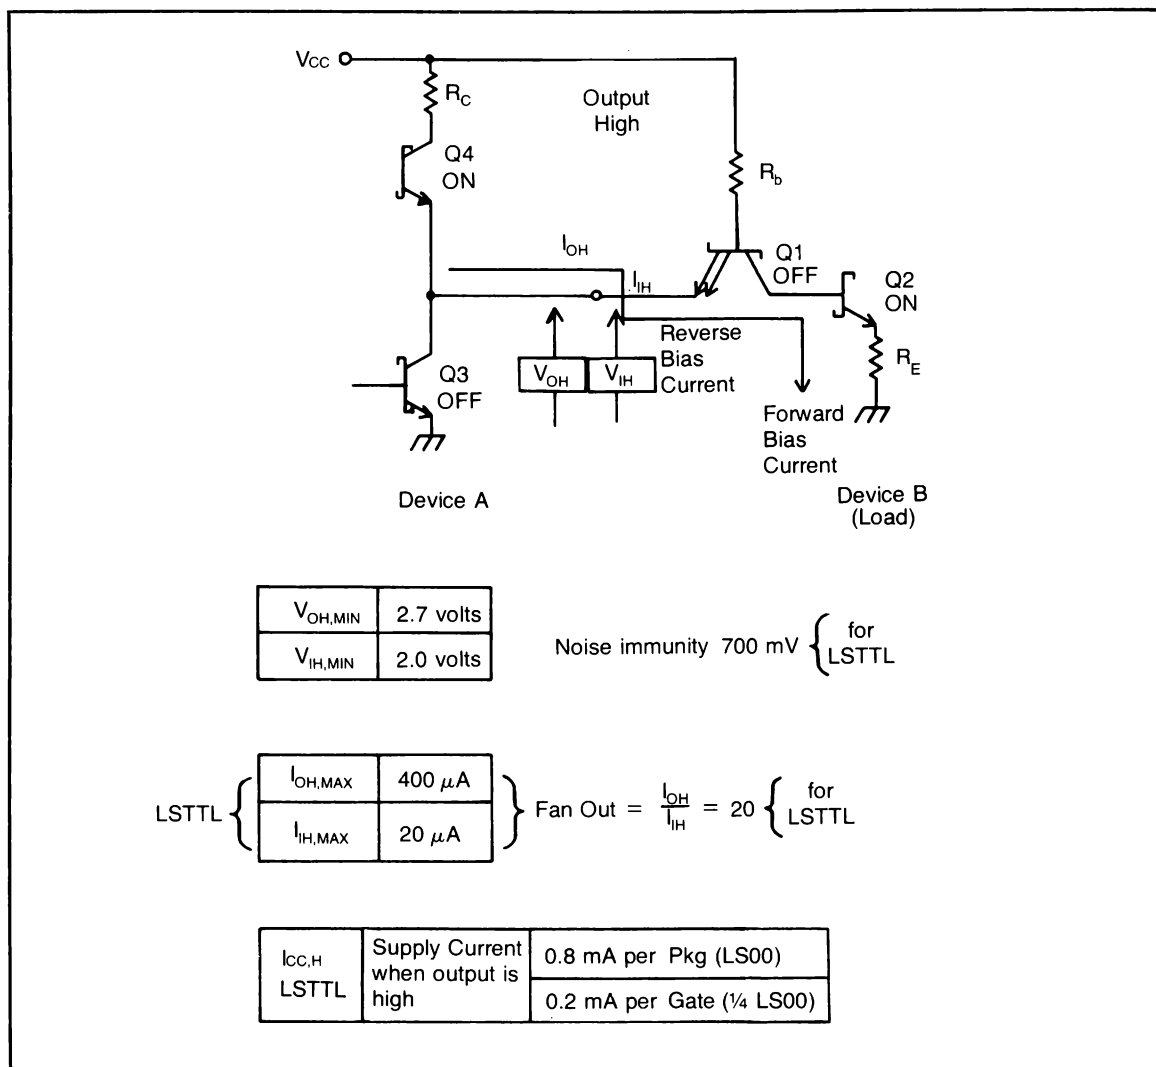 VCC
RC
Output
High
Q4
ON
Rb
IOH
Q1
OFF
IIH
Q2
ON
Reverse
Bias
Current
VOH
VIH
RE
Q3
OFF
Forward
Bias
Current
Device A
Device B
(Load)
VOH,MIN 2.7 volts
VIH,MIN 2.0 volts
Noise immunity 700 mV { for
LSTTL
LSTTL { IOH,MAX 400 µA
IIH,MAX 20 µA
} Fan Out = IOH
IIH = 20 { for
LSTTL
ICC,H
LSTTL
Supply Current
when output is
high
0.8 mA per Pkg (LS00)
0.2 mA per Gate (¼ LS00)